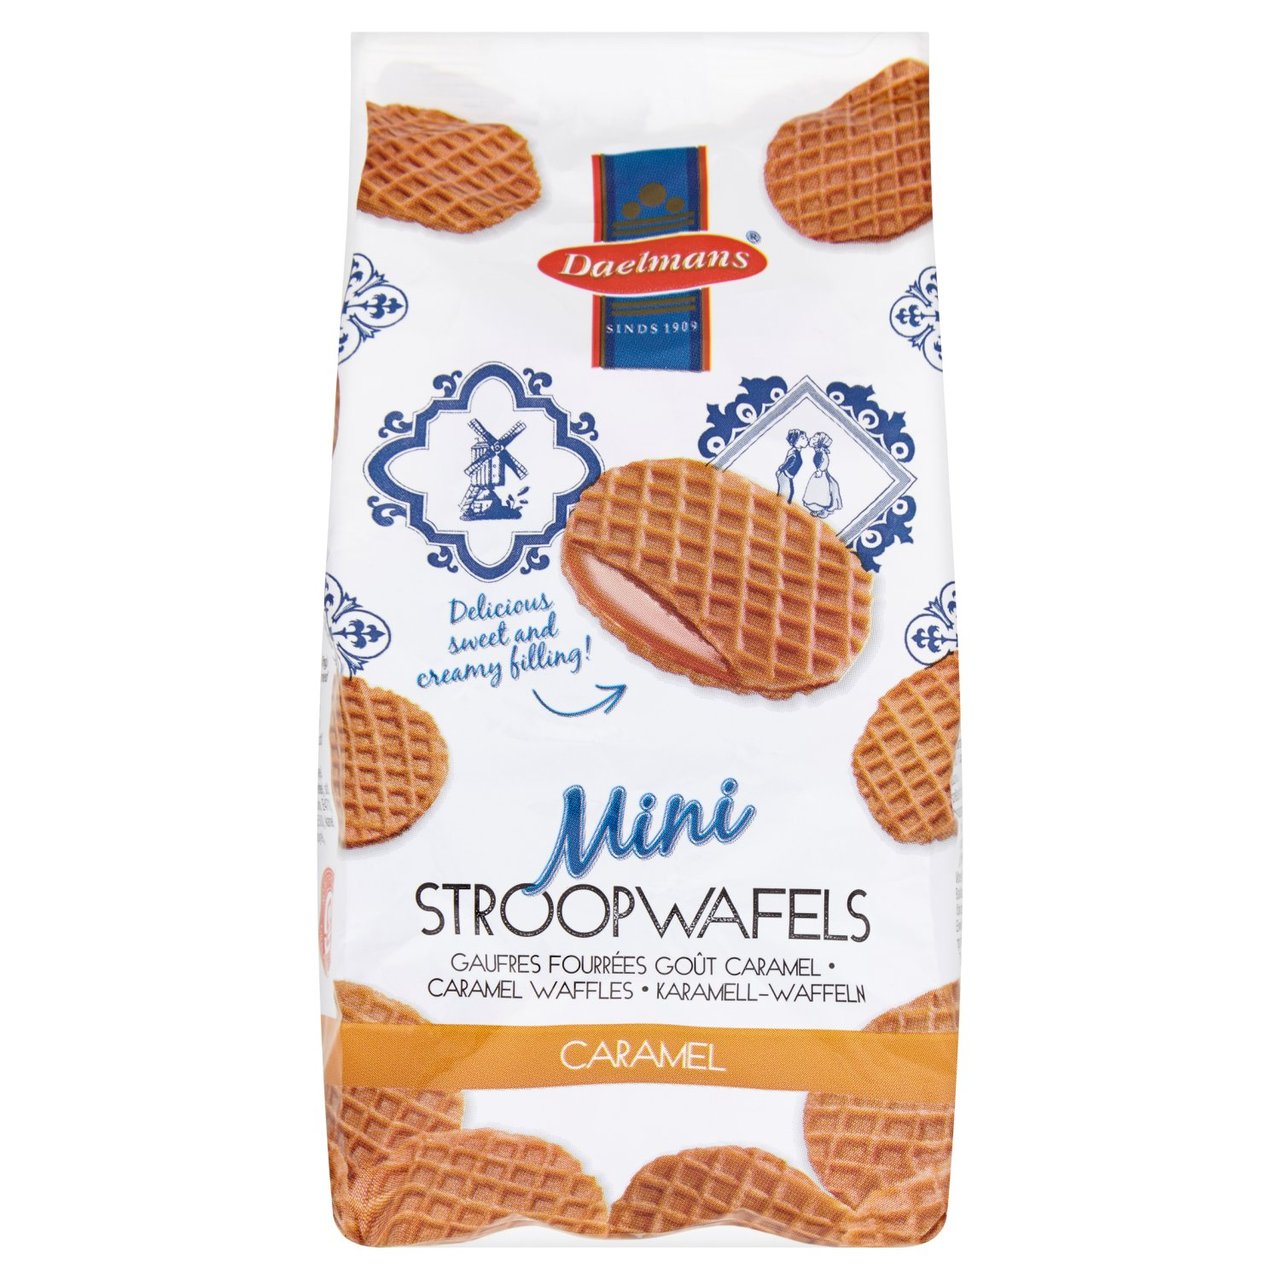 Daelmans®
SINDS 1909
Delicious
sweet and
creamy filling!
Mini
STROOPWAFELS
GAUFRES FOURRÉES GOÛT CARAMEL •
CARAMEL WAFFLES • KARAMELL-WAFFELN
CARAMEL